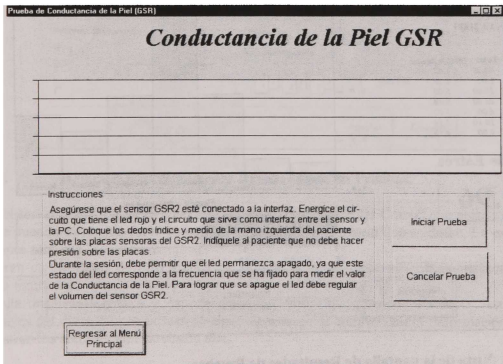 Prueba de Conductancia de la Piel (GSR)
Conductancia de la Piel GSR
Instrucciones
Asegúrese que el sensor GSR2 esté conectado a la interfaz. Energice el cir-
cuito que tiene el led rojo y el circuito que sirve como interfaz entre el sensor y
la PC. Coloque los dedos índice y medio de la mano izquierda del paciente
sobre las placas sensoras del GSR2. Indíquele al paciente que no debe hacer
presión sobre las placas.
Durante la sesión, debe permitir que el led permanezca apagado, ya que este
estado del led corresponde a la frecuencia que se ha fijado para medir el valor
de la Conductancia de la Piel. Para lograr que se apague el led debe regular
el volumen del sensor GSR2.
Iniciar Prueba
Cancelar Prueba
Regresar al Menú
Principal